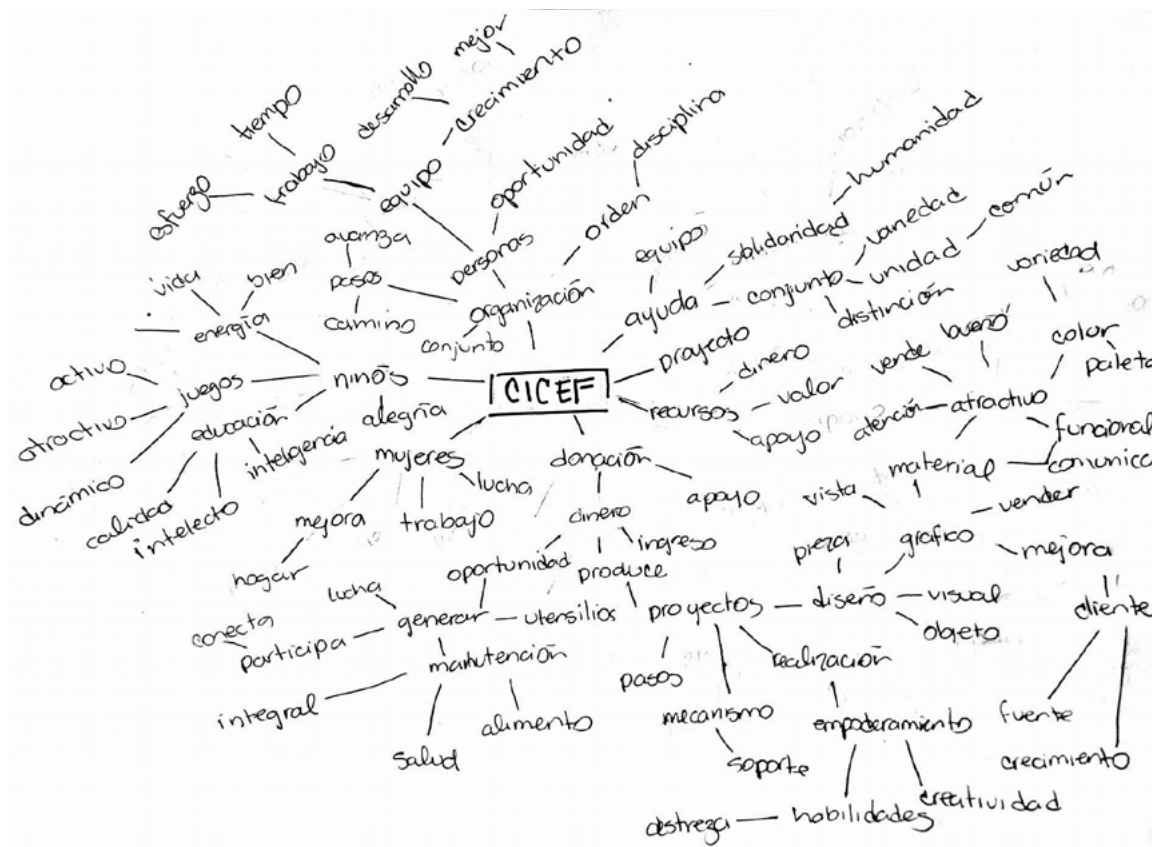 mejor
crecimiento
desarrollo
tiempo
trabajo
esfuerzo
equipo
oportunidad
disciplina
orden
personas
avanza
pasos
camino
organización
conjunto
equipo
solidaridad
humanidad
ayuda
conjunto
variedad
unidad
común
distinción
vida
bien
energía
activo
juegos
niños
atractivo
dinámico
educación
alegría
calidad
intelecto
inteligencia
CICEF
proyecto
recursos
dinero
valor
apoyo
variedad
color
paleta
bueno
vende
atención
atractivo
funcional
comunica
material
vista
gráfico
vender
mejora
cliente
fuente
crecimiento
mujeres
lucha
mejora
trabajo
hogar
donación
apoyo
dinero
ingreso
oportunidad
produce
lucha
generar
utensilios
conecta
participa
manutención
integral
salud
alimento
proyectos
pieza
diseño
visual
objeto
pasos
realización
mecanismo
soporte
empoderamiento
habilidades
creatividad
destreza